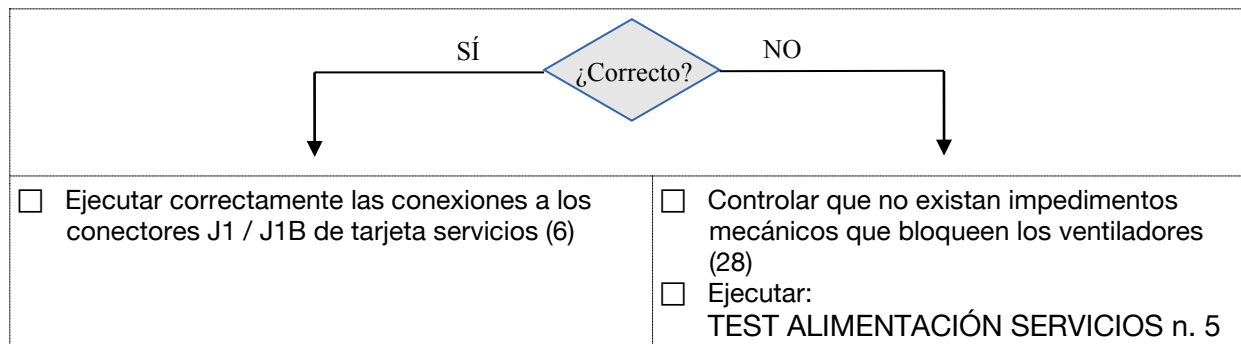 SÍ
¿Correcto?
NO
☐ Ejecutar correctamente las conexiones a los
conectores J1 / J1B de tarjeta servicios (6)
☐ Controlar que no existan impedimentos
mecánicos que bloqueen los ventiladores
(28)
☐ Ejecutar:
TEST ALIMENTACIÓN SERVICIOS n. 5